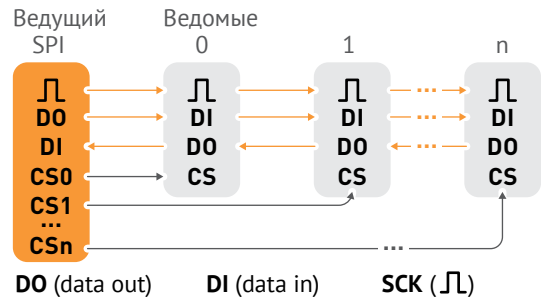 Ведущий Ведомые
SPI 0 1 n
DO DI DI ... DI
DI DO DO ... DO
CS0 CS CS CS
CS1
...
CSn ...
DO (data out) DI (data in) SCK ( )